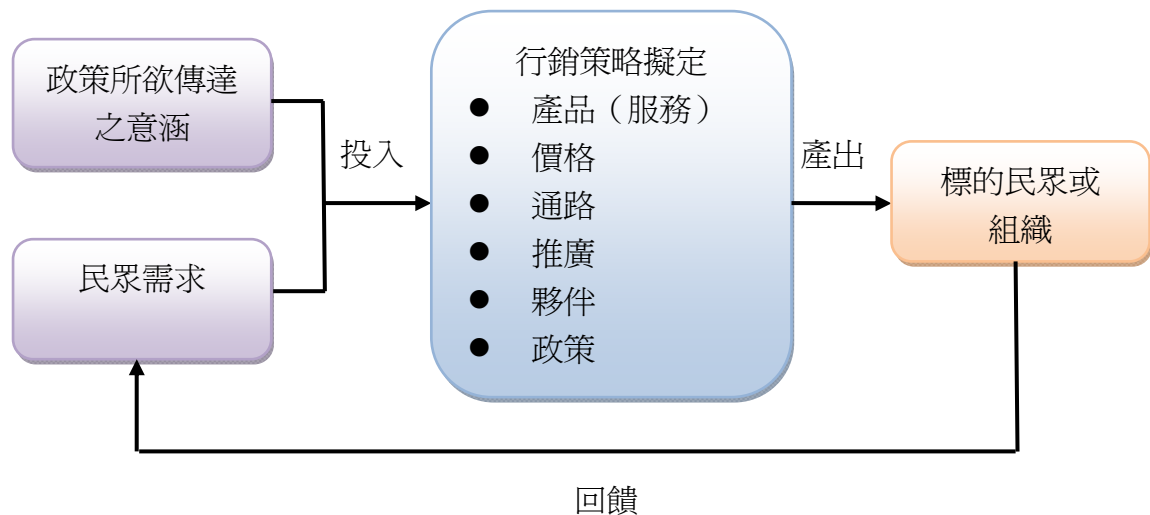 政策所欲傳達
之意涵
民眾需求
投入
行銷策略擬定
● 產品（服務）
● 價格
● 通路
● 推廣
● 夥伴
● 政策
產出
標的民眾或
組織
回饋